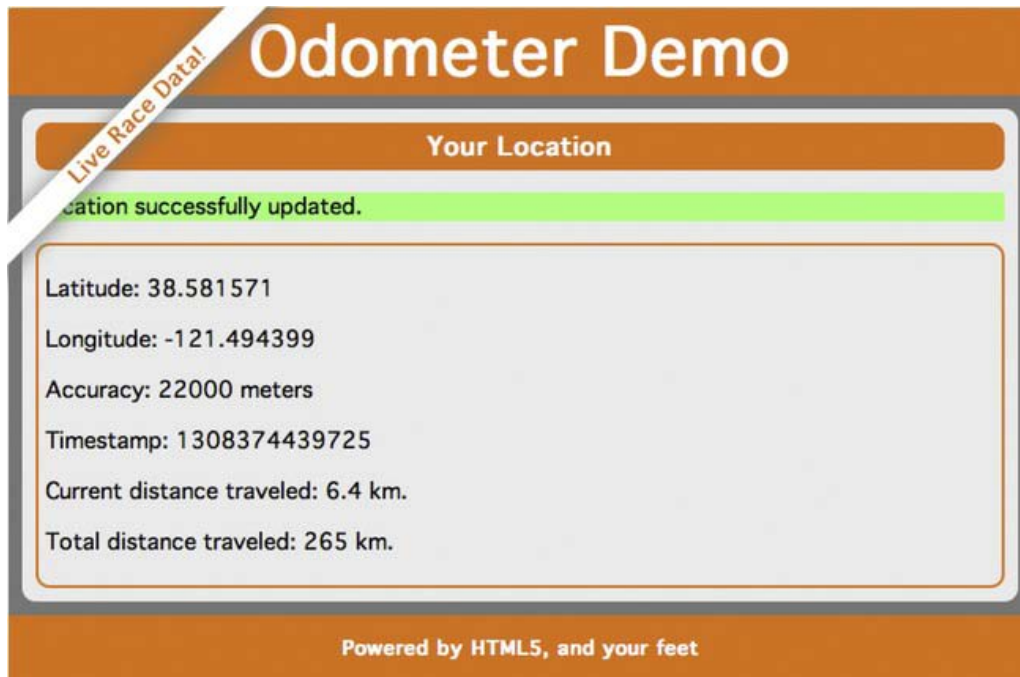 Odometer Demo
Live Race Data!
Your Location
cation successfully updated.
Latitude: 38.581571
Longitude: -121.494399
Accuracy: 22000 meters
Timestamp: 1308374439725
Current distance traveled: 6.4 km.
Total distance traveled: 265 km.
Powered by HTML5, and your feet